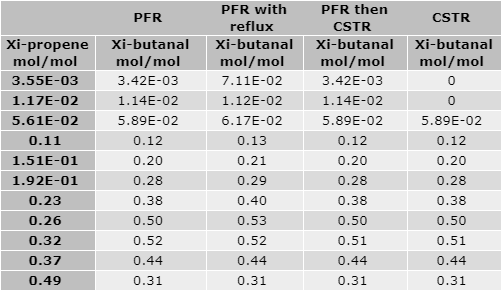 PFR PFR with reflux PFR then CSTR CSTR
Xi-propene mol/mol Xi-butanal mol/mol Xi-butanal mol/mol Xi-butanal mol/mol Xi-butanal mol/mol
3.55E-03 3.42E-03 7.11E-02 3.42E-03 0
1.17E-02 1.14E-02 1.12E-02 1.14E-02 0
5.61E-02 5.89E-02 6.17E-02 5.89E-02 5.89E-02
0.11 0.12 0.13 0.12 0.12
1.51E-01 0.20 0.21 0.20 0.20
1.92E-01 0.28 0.29 0.28 0.28
0.23 0.38 0.40 0.38 0.38
0.26 0.50 0.53 0.50 0.50
0.32 0.52 0.52 0.51 0.51
0.37 0.44 0.44 0.44 0.44
0.49 0.31 0.31 0.31 0.31